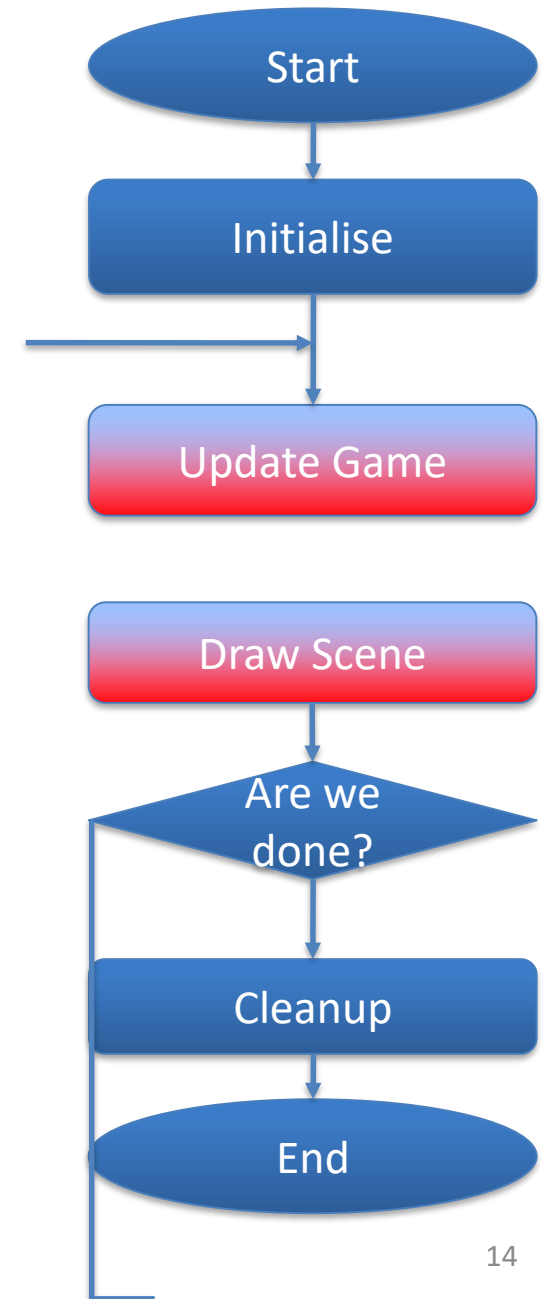 Start
Initialise
Update Game
Draw Scene
Are we
done?
Cleanup
End
14